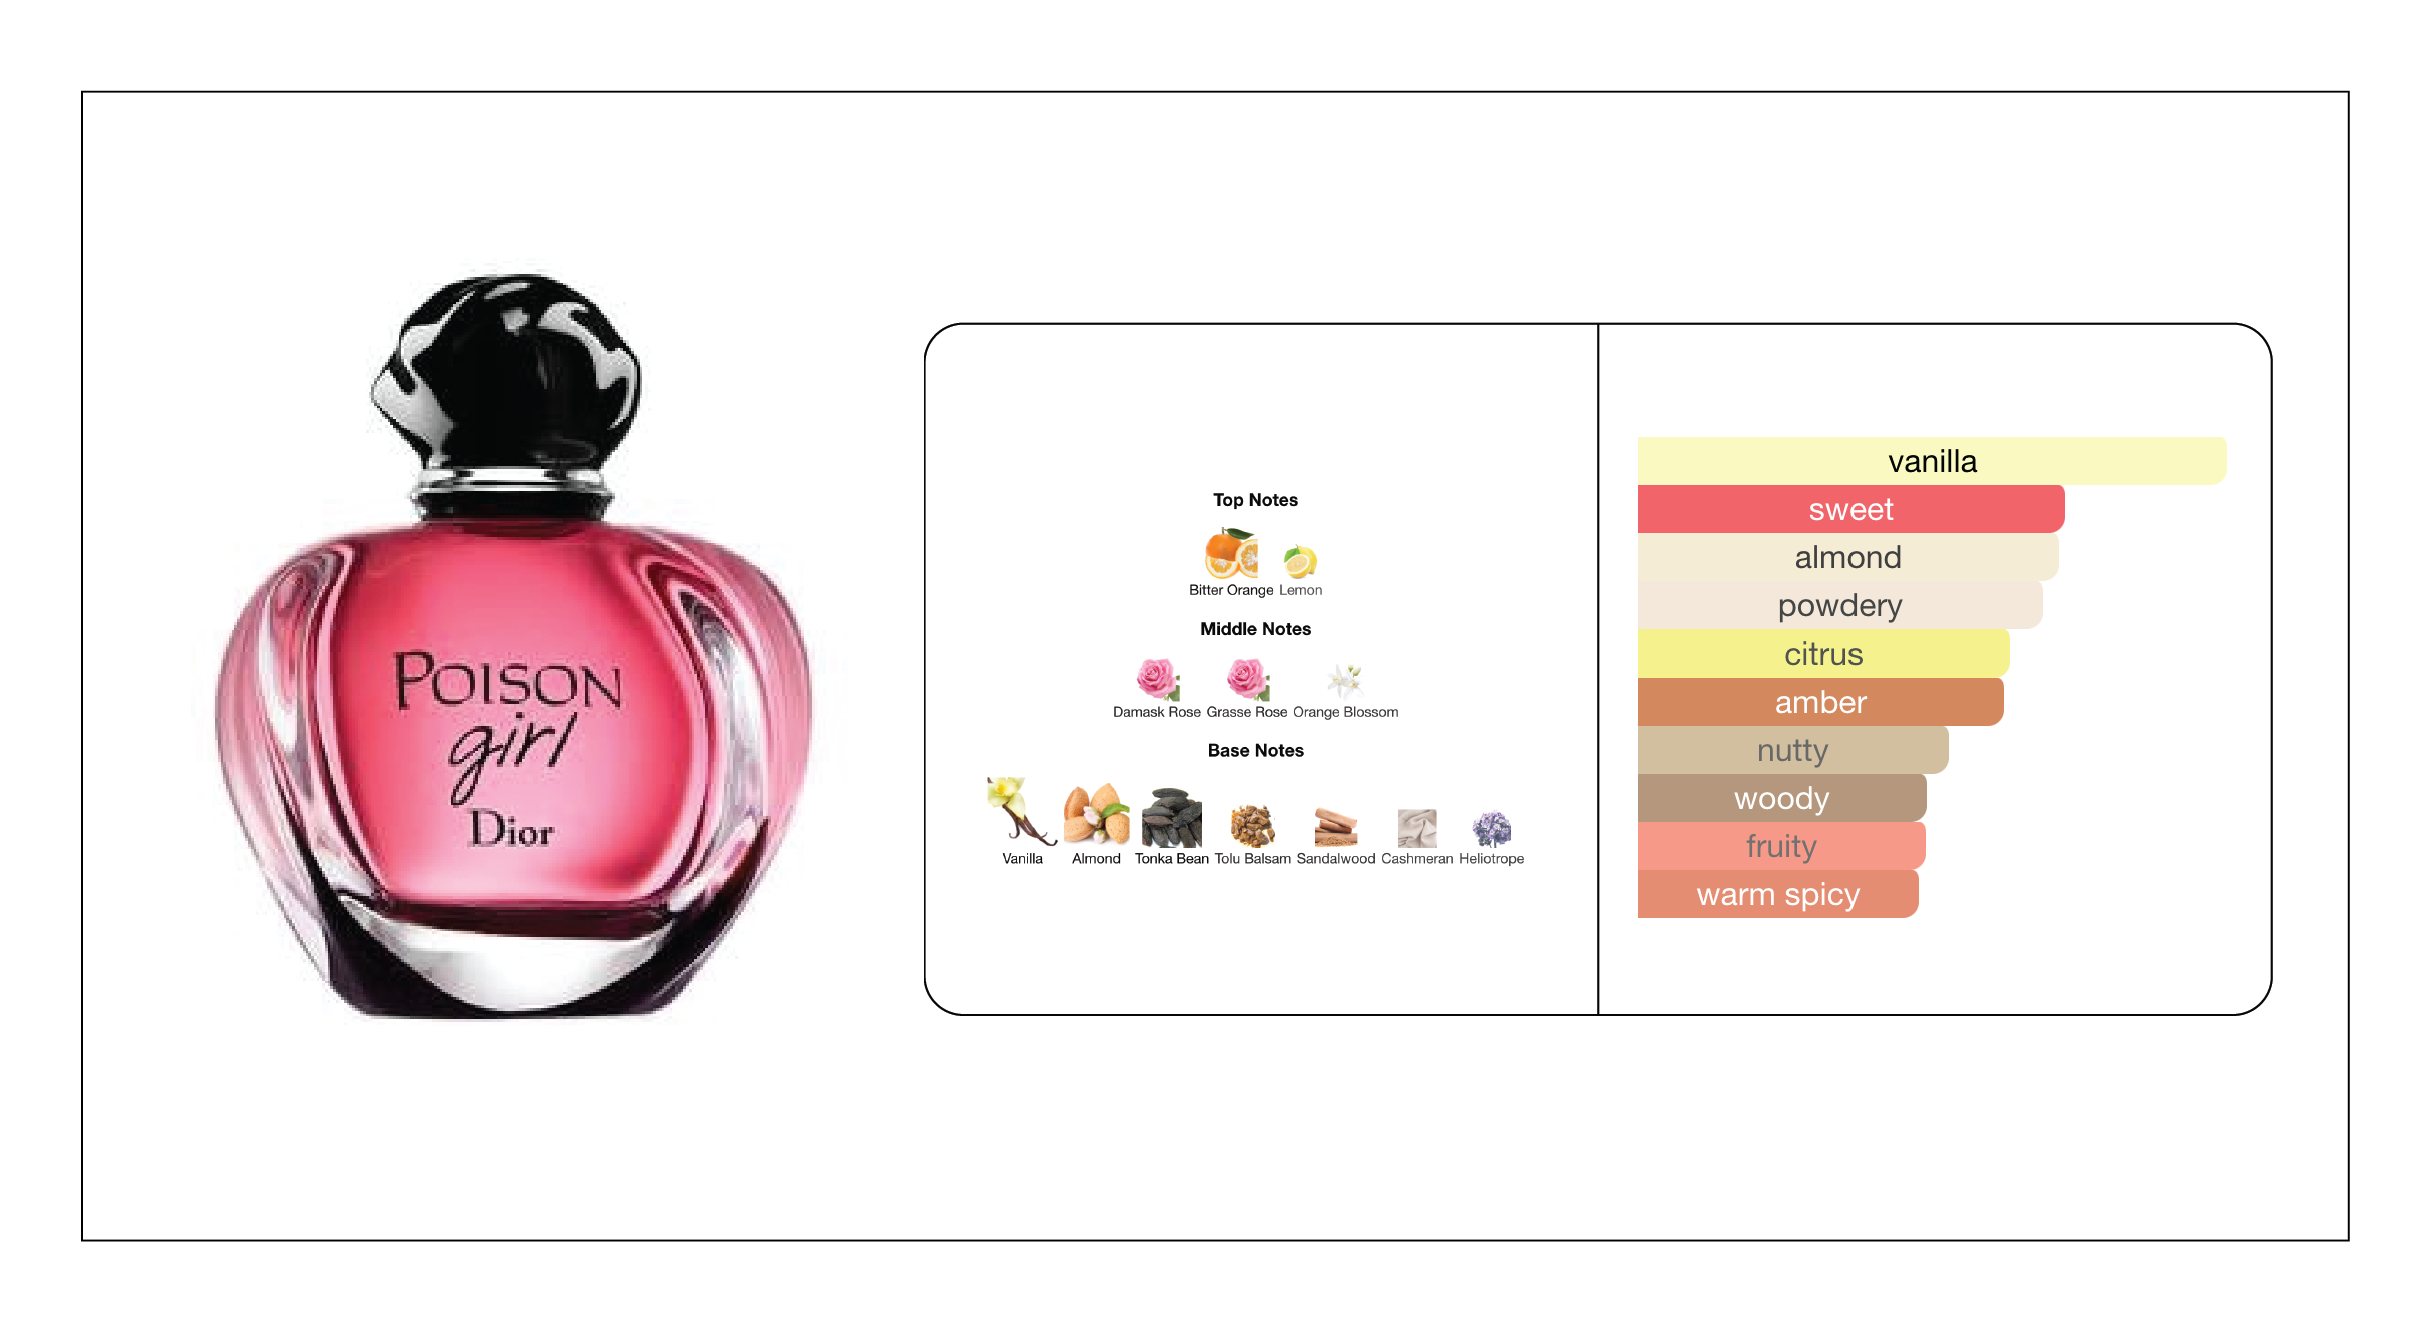 POISON
girl
Dior
Top Notes
Bitter Orange Lemon
Middle Notes
Damask Rose Grasse Rose Orange Blossom
Base Notes
Vanilla Almond Tonka Bean Tolu Balsam Sandalwood Cashmeran Heliotrope
vanilla
sweet
almond
powdery
citrus
amber
nutty
woody
fruity
warm spicy